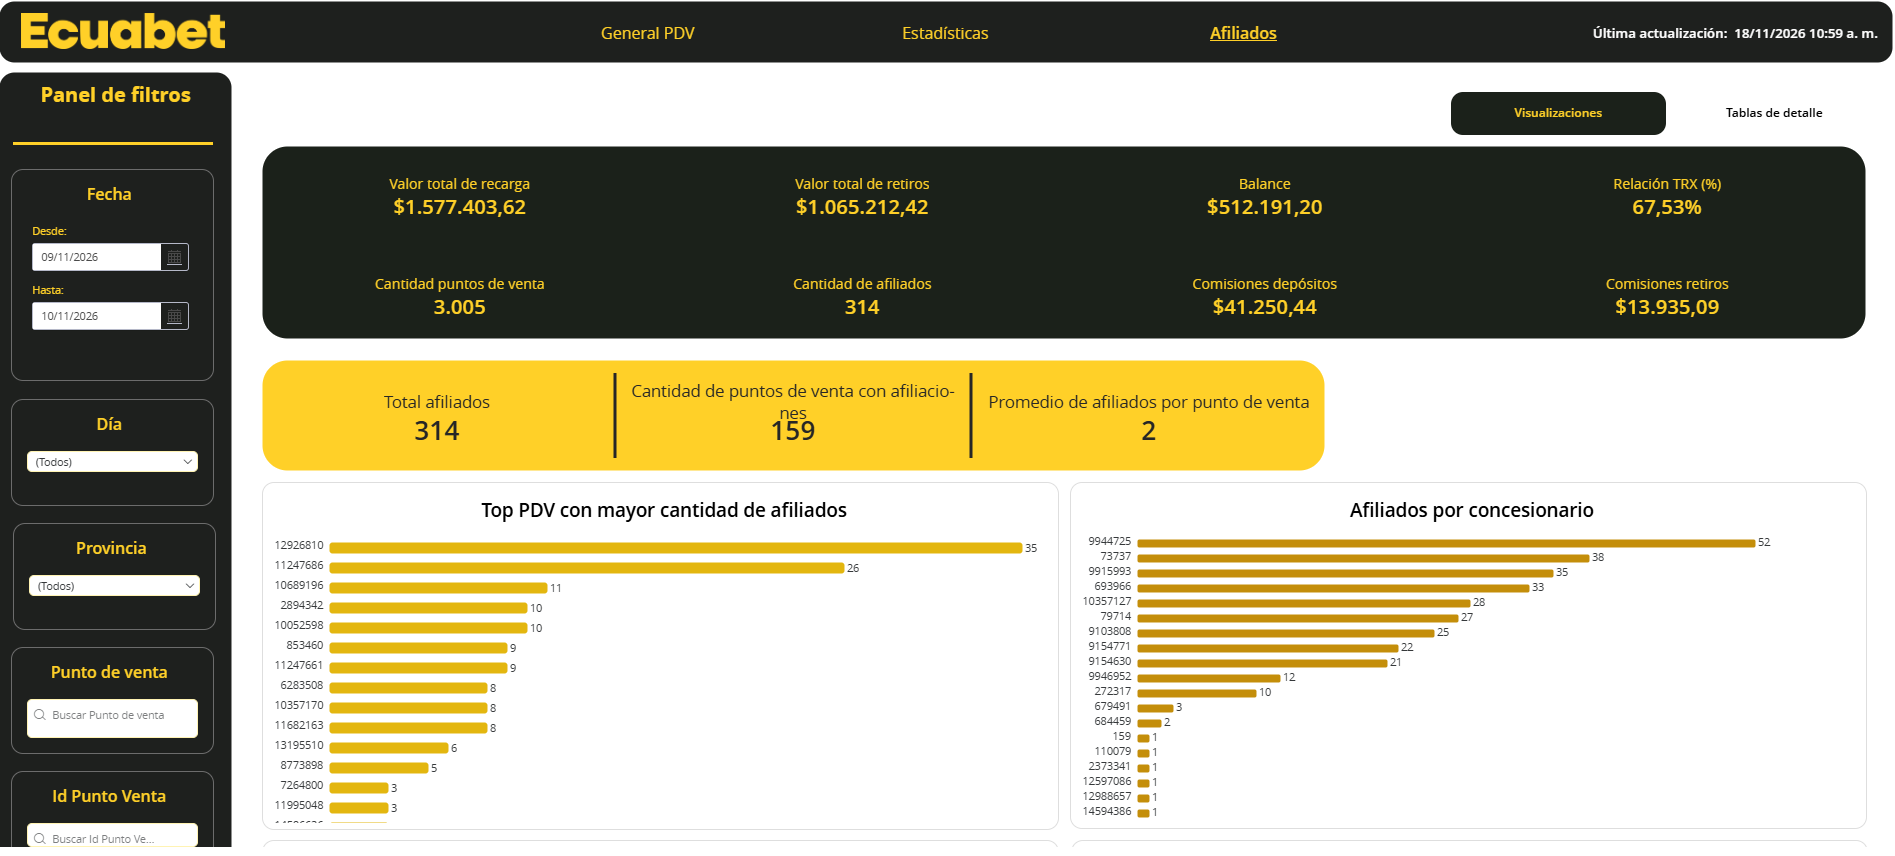 Ecuabet
General PDV
Estadísticas
Afiliados
Última actualización: 18/11/2026 10:59 a. m.
Panel de filtros
Fecha
Desde:
09/11/2026
Hasta:
10/11/2026
Día
(Todos)
Provincia
(Todos)
Punto de venta
Buscar Punto de venta
Id Punto Venta
Buscar Id Punto Ve...
Visualizaciones
Tablas de detalle
Valor total de recarga
$1.577.403,62
Valor total de retiros
$1.065.212,42
Balance
$512.191,20
Relación TRX (%)
67,53%
Cantidad puntos de venta
3.005
Cantidad de afiliados
314
Comisiones depósitos
$41.250,44
Comisiones retiros
$13.935,09
Total afiliados
314
Cantidad de puntos de venta con afiliacio-
nes
159
Promedio de afiliados por punto de venta
2
Top PDV con mayor cantidad de afiliados
12926810 35
11247686 26
10689196 11
2894342 10
10052598 10
853460 9
11247661 9
6283508 8
10357170 8
11682163 8
13195510 6
8773898 5
7264800 3
11995048 3
Afiliados por concesionario
9944725 52
73737 38
9915993 35
693966 33
10357127 28
79714 27
9103808 25
9154771 22
9154630 21
9946952 12
272317 10
679491 3
684459 2
159 1
110079 1
2373341 1
12597086 1
12988657 1
14594386 1